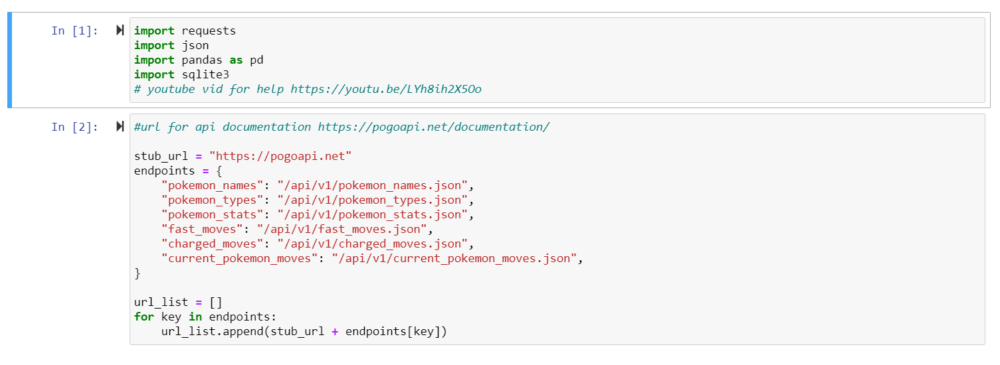 In [1]:
import requests
import json
import pandas as pd
import sqlite3
# youtube vid for help https://youtu.be/LYh8ih2X5Oo
In [2]:
#url for api documentation https://pogoapi.net/documentation/

stub_url = "https://pogoapi.net"
endpoints = {
    "pokemon_names": "/api/v1/pokemon_names.json",
    "pokemon_types": "/api/v1/pokemon_types.json",
    "pokemon_stats": "/api/v1/pokemon_stats.json",
    "fast_moves": "/api/v1/fast_moves.json",
    "charged_moves": "/api/v1/charged_moves.json",
    "current_pokemon_moves": "/api/v1/current_pokemon_moves.json",
}

url_list = []
for key in endpoints:
    url_list.append(stub_url + endpoints[key])